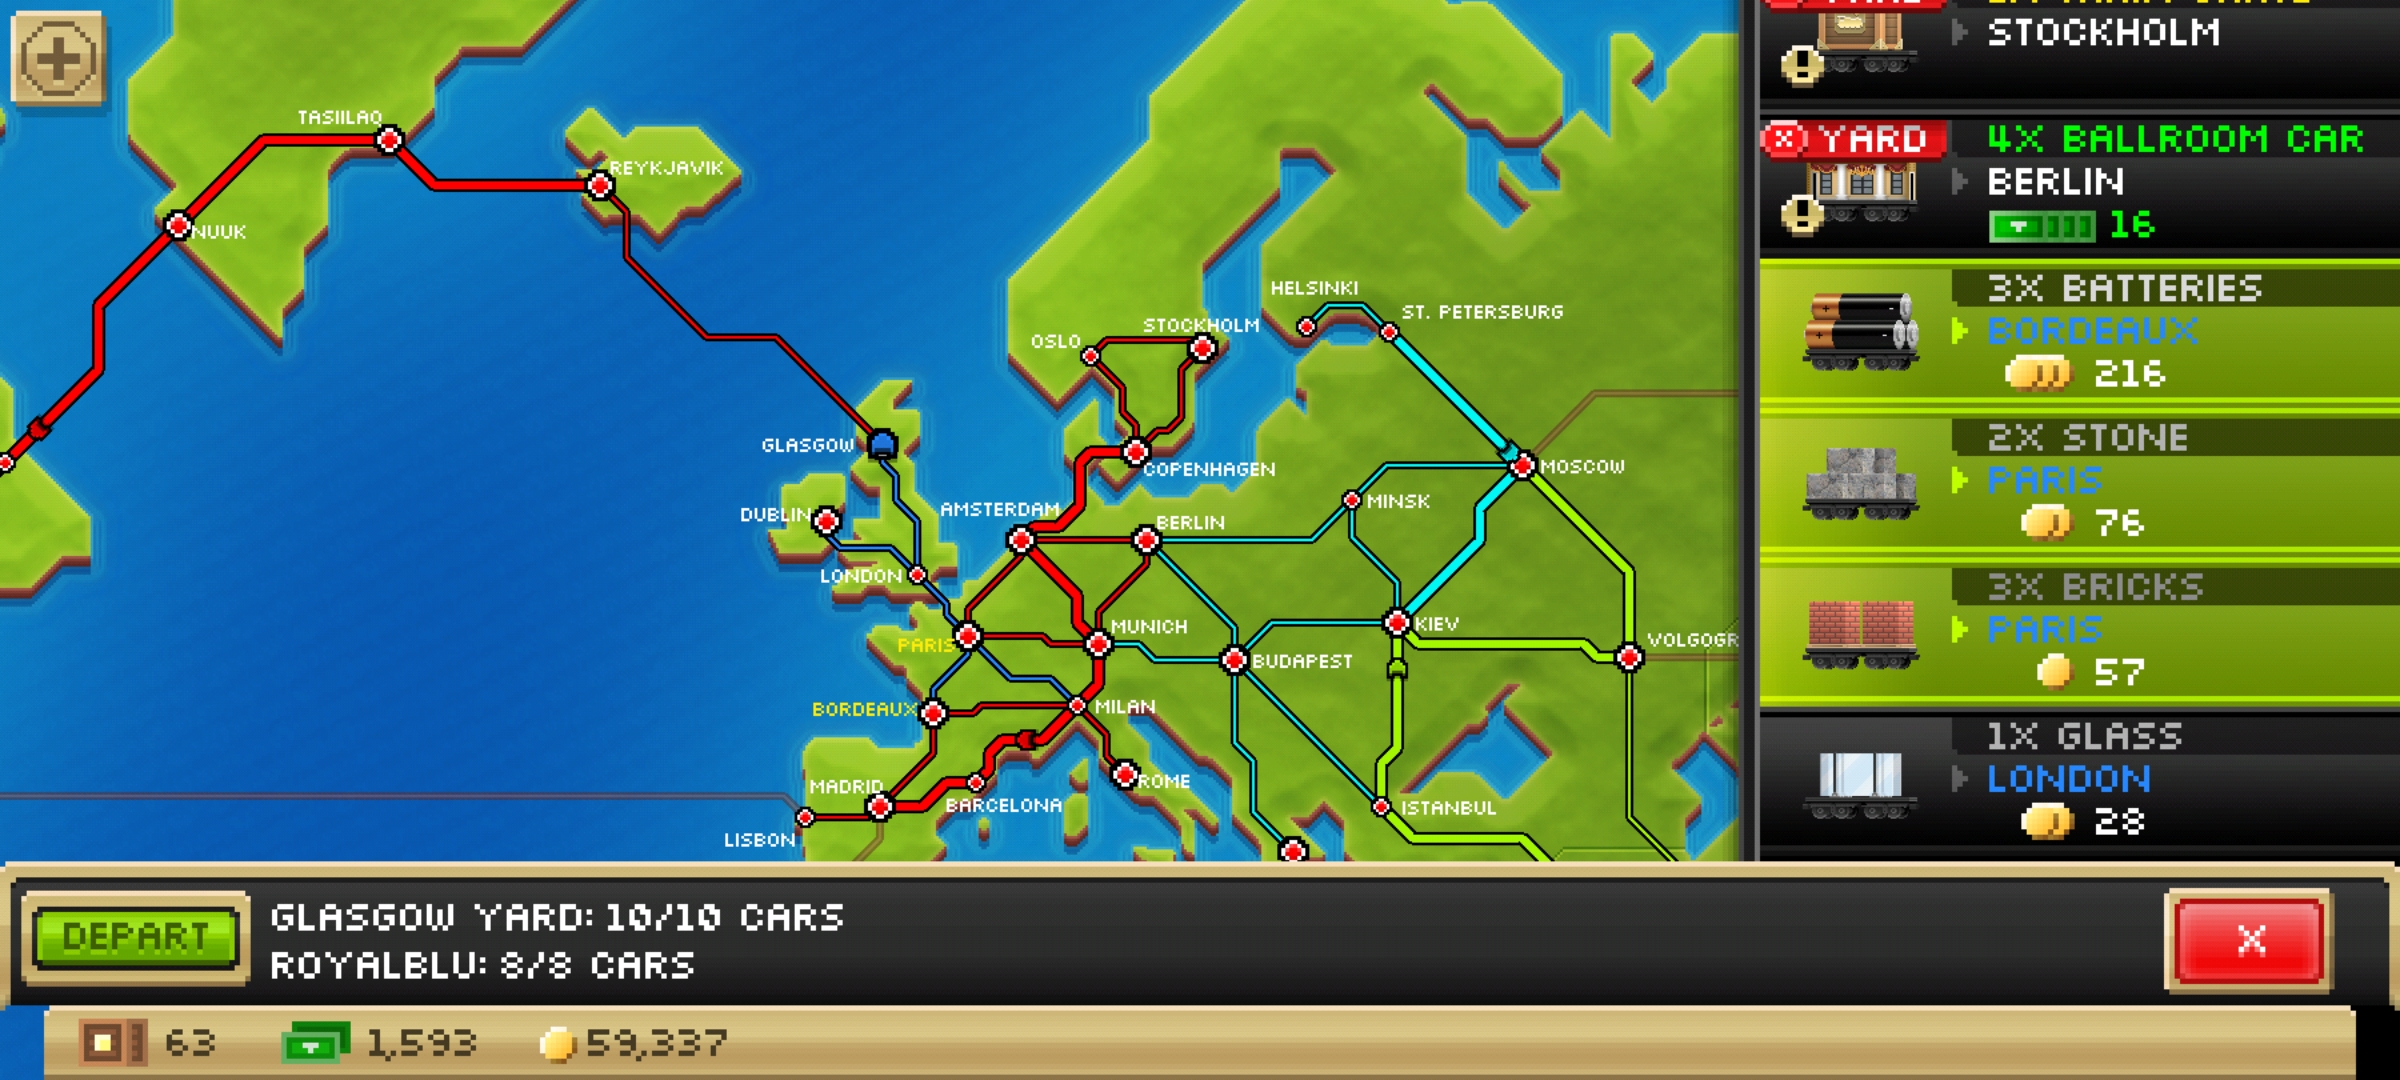 STOCKHOLM
YARD
4X BALLROOM CAR
BERLIN
16
3X BATTERIES
BORDEAUX
216
2X STONE
PARIS
76
3X BRICKS
PARIS
57
1X GLASS
LONDON
28
TASIILAQ
REYKJAVIK
NUUK
HELSINKI
ST. PETERSBURG
STOCKHOLM
OSLO
GLASGOW
COPENHAGEN
MOSCOW
MINSK
AMSTERDAM
DUBLIN
BERLIN
LONDON
MUNICH
KIEV
PARIS
VOLGOGR
BUDAPEST
BORDEAUX
MILAN
MADRID
ROME
BARCELONA
ISTANBUL
LISBON
DEPART
GLASGOW YARD: 10/10 CARS
ROYALBLU: 8/8 CARS
X
63
1,593
59,337